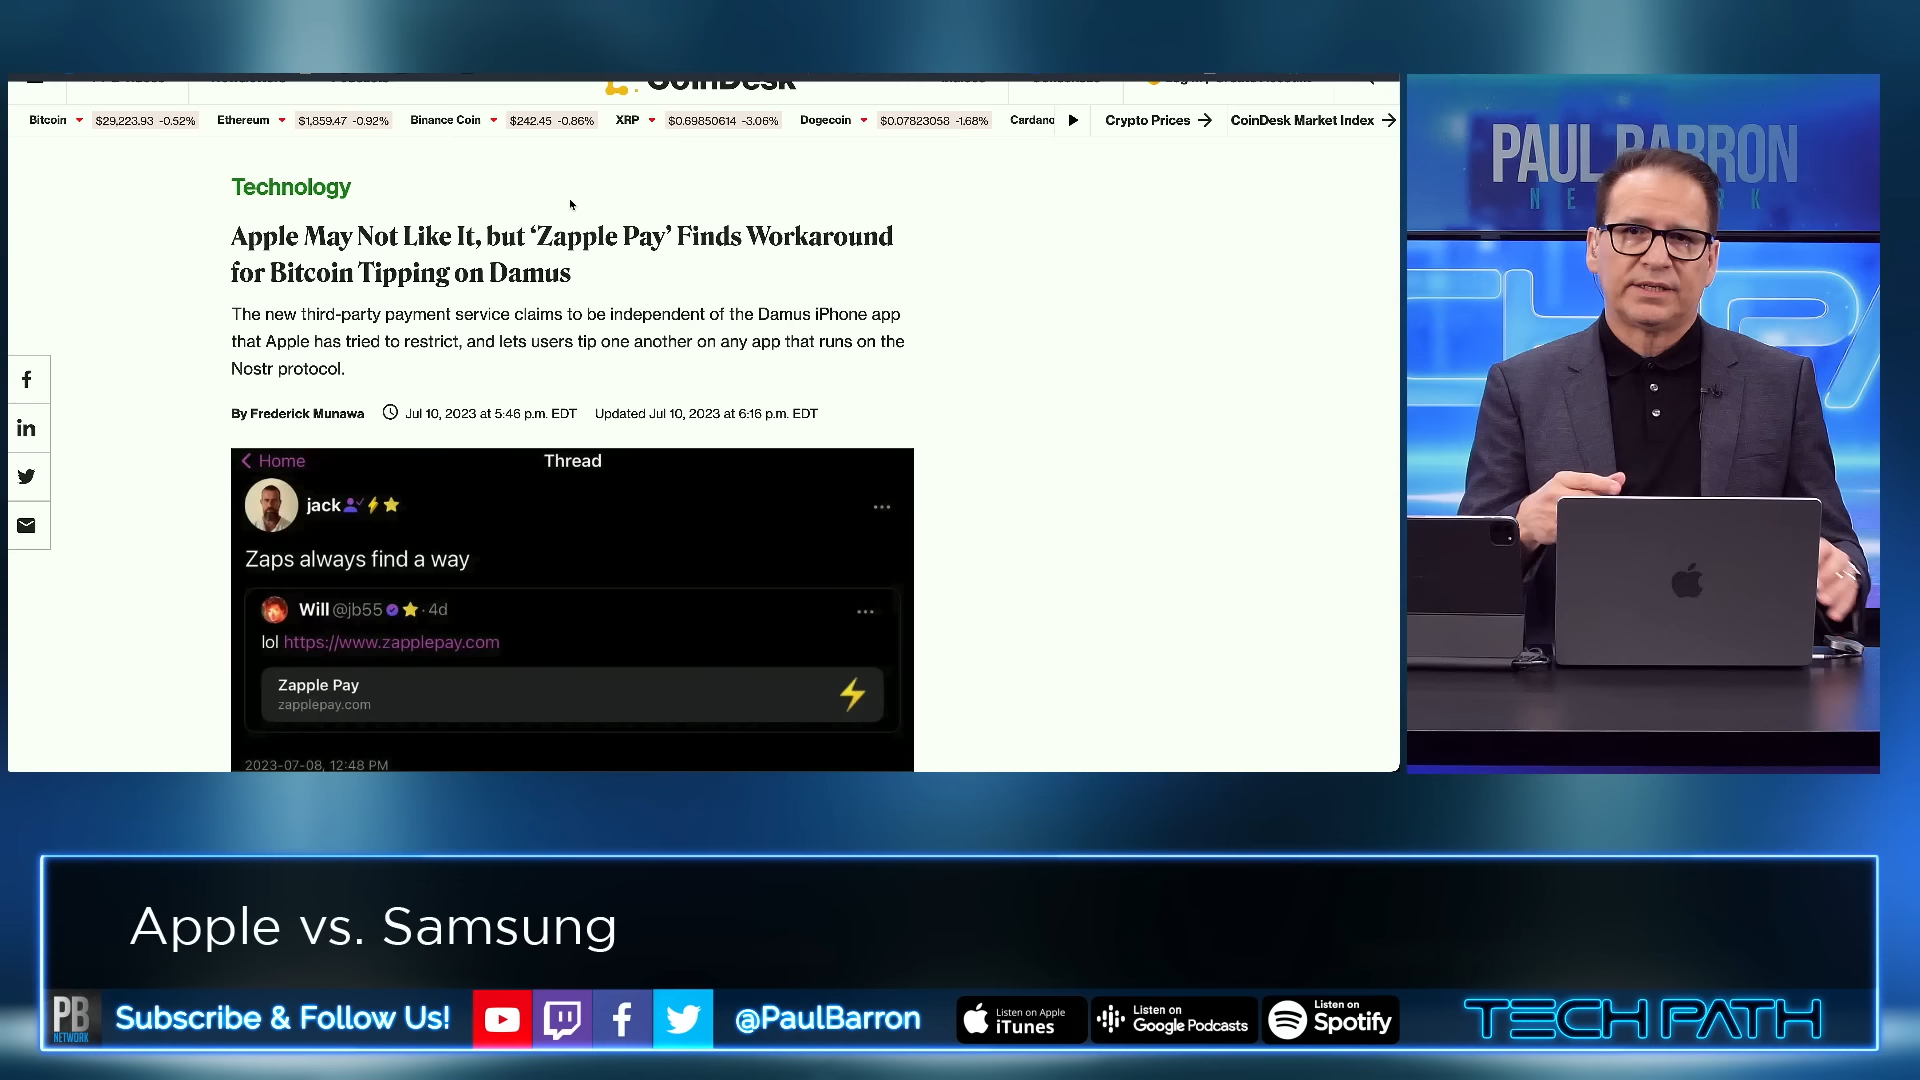 CoinDesk
Bitcoin $29,223.93 -0.52% Ethereum $1,859.47 -0.92% Binance Coin $242.45 -0.86% XRP $0.69850614 -3.06% Dogecoin $0.07823058 -1.68% Cardano Crypto Prices → CoinDesk Market Index →
Technology
Apple May Not Like It, but ‘Zapple Pay’ Finds Workaround
for Bitcoin Tipping on Damus
The new third-party payment service claims to be independent of the Damus iPhone app
that Apple has tried to restrict, and lets users tip one another on any app that runs on the
Nostr protocol.
By Frederick Munawa Jul 10, 2023 at 5:46 p.m. EDT Updated Jul 10, 2023 at 6:16 p.m. EDT
Home Thread
jack
Zaps always find a way
Will @jb55 · 4d
lol https://www.zapplepay.com
Zapple Pay
zapplepay.com
2023-07-08, 12:48 PM
PAUL BARRON
Apple vs. Samsung
PB
NETWORK
Subscribe & Follow Us!
@PaulBarron
Listen on Apple
iTunes
Listen on
Google Podcasts
Listen on
Spotify
TECH PATH